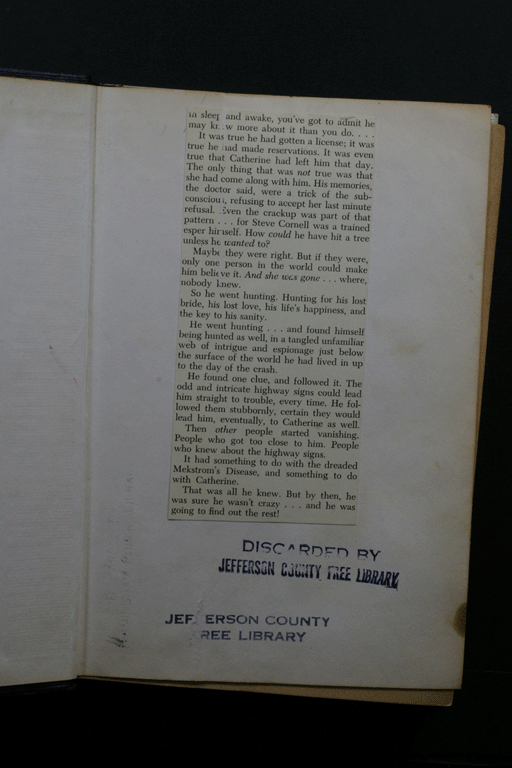 in sleep and awake, you've got to admit he
may kn w more about it than you do. . . .
It was true he had gotten a license; it was
true he had made reservations. It was even
true that Catherine had left him that day.
The only thing that was not true was that
she had come along with him. His memories,
the doctor said, were a trick of the sub-
conscious, refusing to accept her last minute
refusal. Even the crackup was part of that
pattern . . . for Steve Cornell was a trained
esper himself. How could he have hit a tree
unless he wanted to?
Maybe they were right. But if they were,
only one person in the world could make
him believe it. And she was gone . . . where,
nobody knew.
So he went hunting. Hunting for his lost
bride, his lost love, his life's happiness, and
the key to his sanity.
He went hunting . . . and found himself
being hunted as well, in a tangled unfamiliar
web of intrigue and espionage just below
the surface of the world he had lived in up
to the day of the crash.
He found one clue, and followed it. The
odd and intricate highway signs could lead
him straight to trouble, every time. He fol-
lowed them stubbornly, certain they would
lead him, eventually, to Catherine as well.
Then other people started vanishing.
People who got too close to him. People
who knew about the highway signs.
It had something to do with the dreaded
Mekstrom's Disease, and something to do
with Catherine.
That was all he knew. But by then, he
was sure he wasn't crazy . . . and he was
going to find out the rest!
DISCARDED BY
JEFFERSON COUNTY FREE LIBRARY
JEF ERSON COUNTY
REE LIBRARY